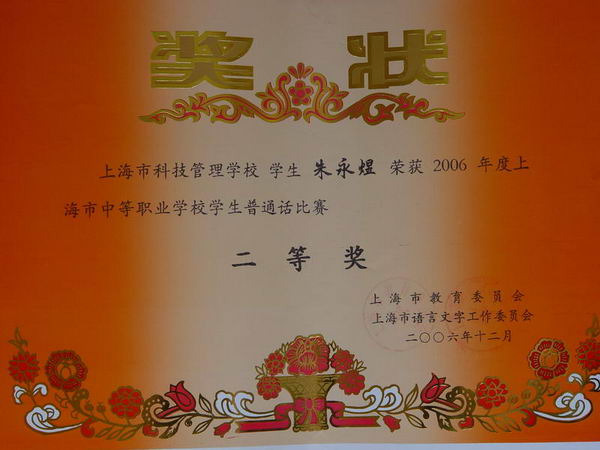 奖状
上海市科技管理学校 学生 朱永煜 荣获 2006 年度上
海市中等职业学校学生普通话比赛
二等奖
上海市教育委员会
上海市语言文字工作委员会
二〇〇六年十二月